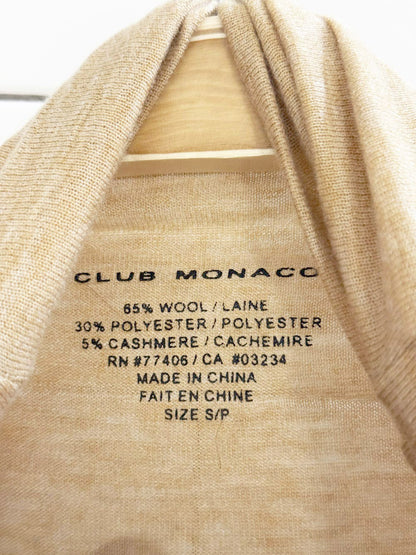 CLUB MONACO
65% WOOL / LAINE
30% POLYESTER / POLYESTER
5% CASHMERE / CACHEMIRE
RN #77406 / CA #03234
MADE IN CHINA
FAIT EN CHINE
SIZE S/P